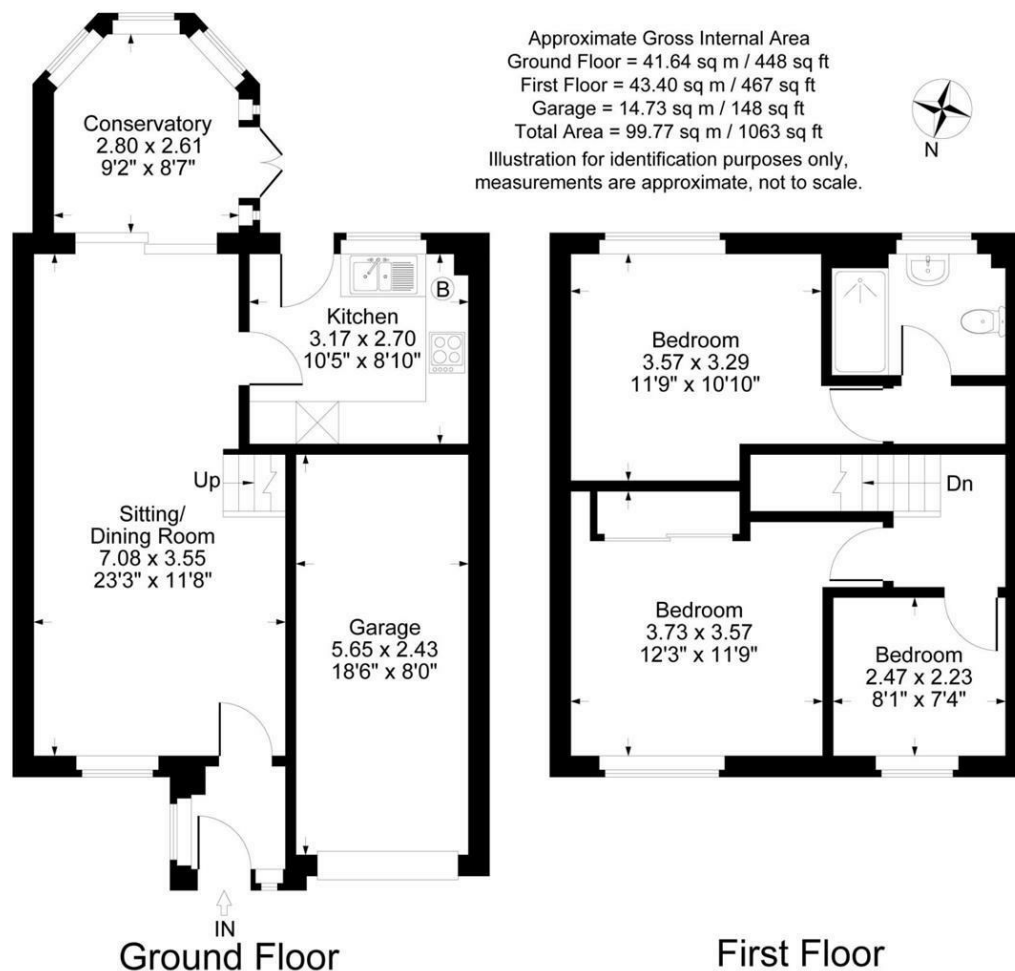 Approximate Gross Internal Area
Ground Floor = 41.64 sq m / 448 sq ft
First Floor = 43.40 sq m / 467 sq ft
Garage = 14.73 sq m / 148 sq ft
Total Area = 99.77 sq m / 1063 sq ft
Illustration for identification purposes only,
measurements are approximate, not to scale.
N
Conservatory
2.80 x 2.61
9'2" x 8'7"
Kitchen
3.17 x 2.70
10'5" x 8'10"
B
Up
Sitting/
Dining Room
7.08 x 3.55
23'3" x 11'8"
Garage
5.65 x 2.43
18'6" x 8'0"
IN
Ground Floor
Bedroom
3.57 x 3.29
11'9" x 10'10"
Dn
Bedroom
3.73 x 3.57
12'3" x 11'9"
Bedroom
2.47 x 2.23
8'1" x 7'4"
First Floor